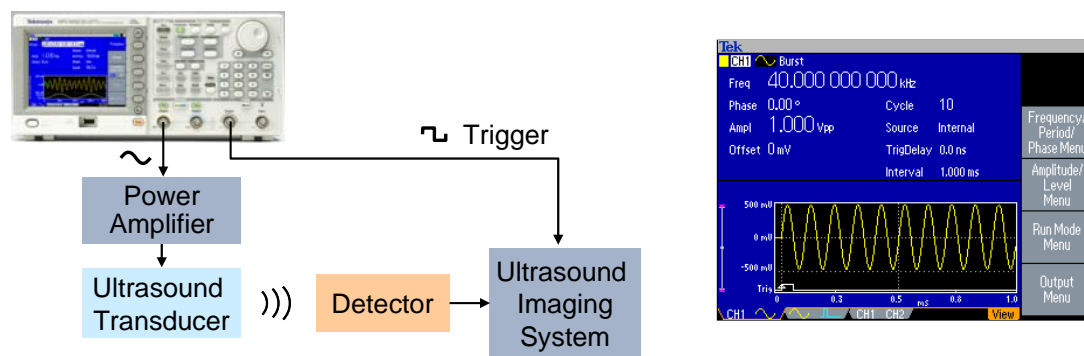 Tektronix
Trigger
Power
Amplifier
Ultrasound
Transducer
Detector
Ultrasound
Imaging
System
Tek
CH1 Burst
Freq 40.000 000 000 kHz
Phase 0.00 °
Ampl 1.000 Vpp
Offset 0 mV
Cycle 10
Source Internal
TrigDelay 0.0 ns
Interval 1.000 ms
Frequency/
Period/
Phase Menu
Amplitude/
Level
Menu
Run Mode
Menu
Output
Menu
500 mV
0 mV
-500 mV
Trig
0 0.3 0.5 ms 0.8 1.0
CH1 CH1 CH2 View